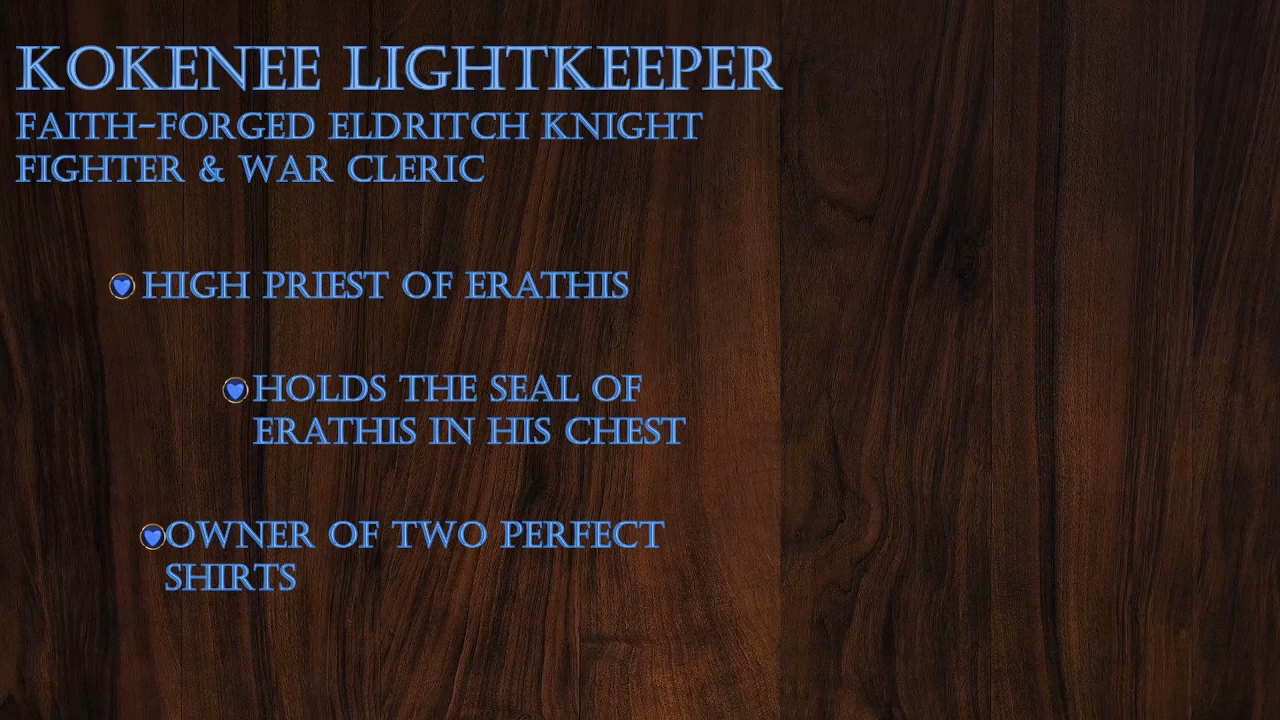 KOKENEE LIGHTKEEPER
FAITH-FORGED ELDRITCH KNIGHT
FIGHTER & WAR CLERIC
HIGH PRIEST OF ERATHIS
HOLDS THE SEAL OF
ERATHIS IN HIS CHEST
OWNER OF TWO PERFECT
SHIRTS